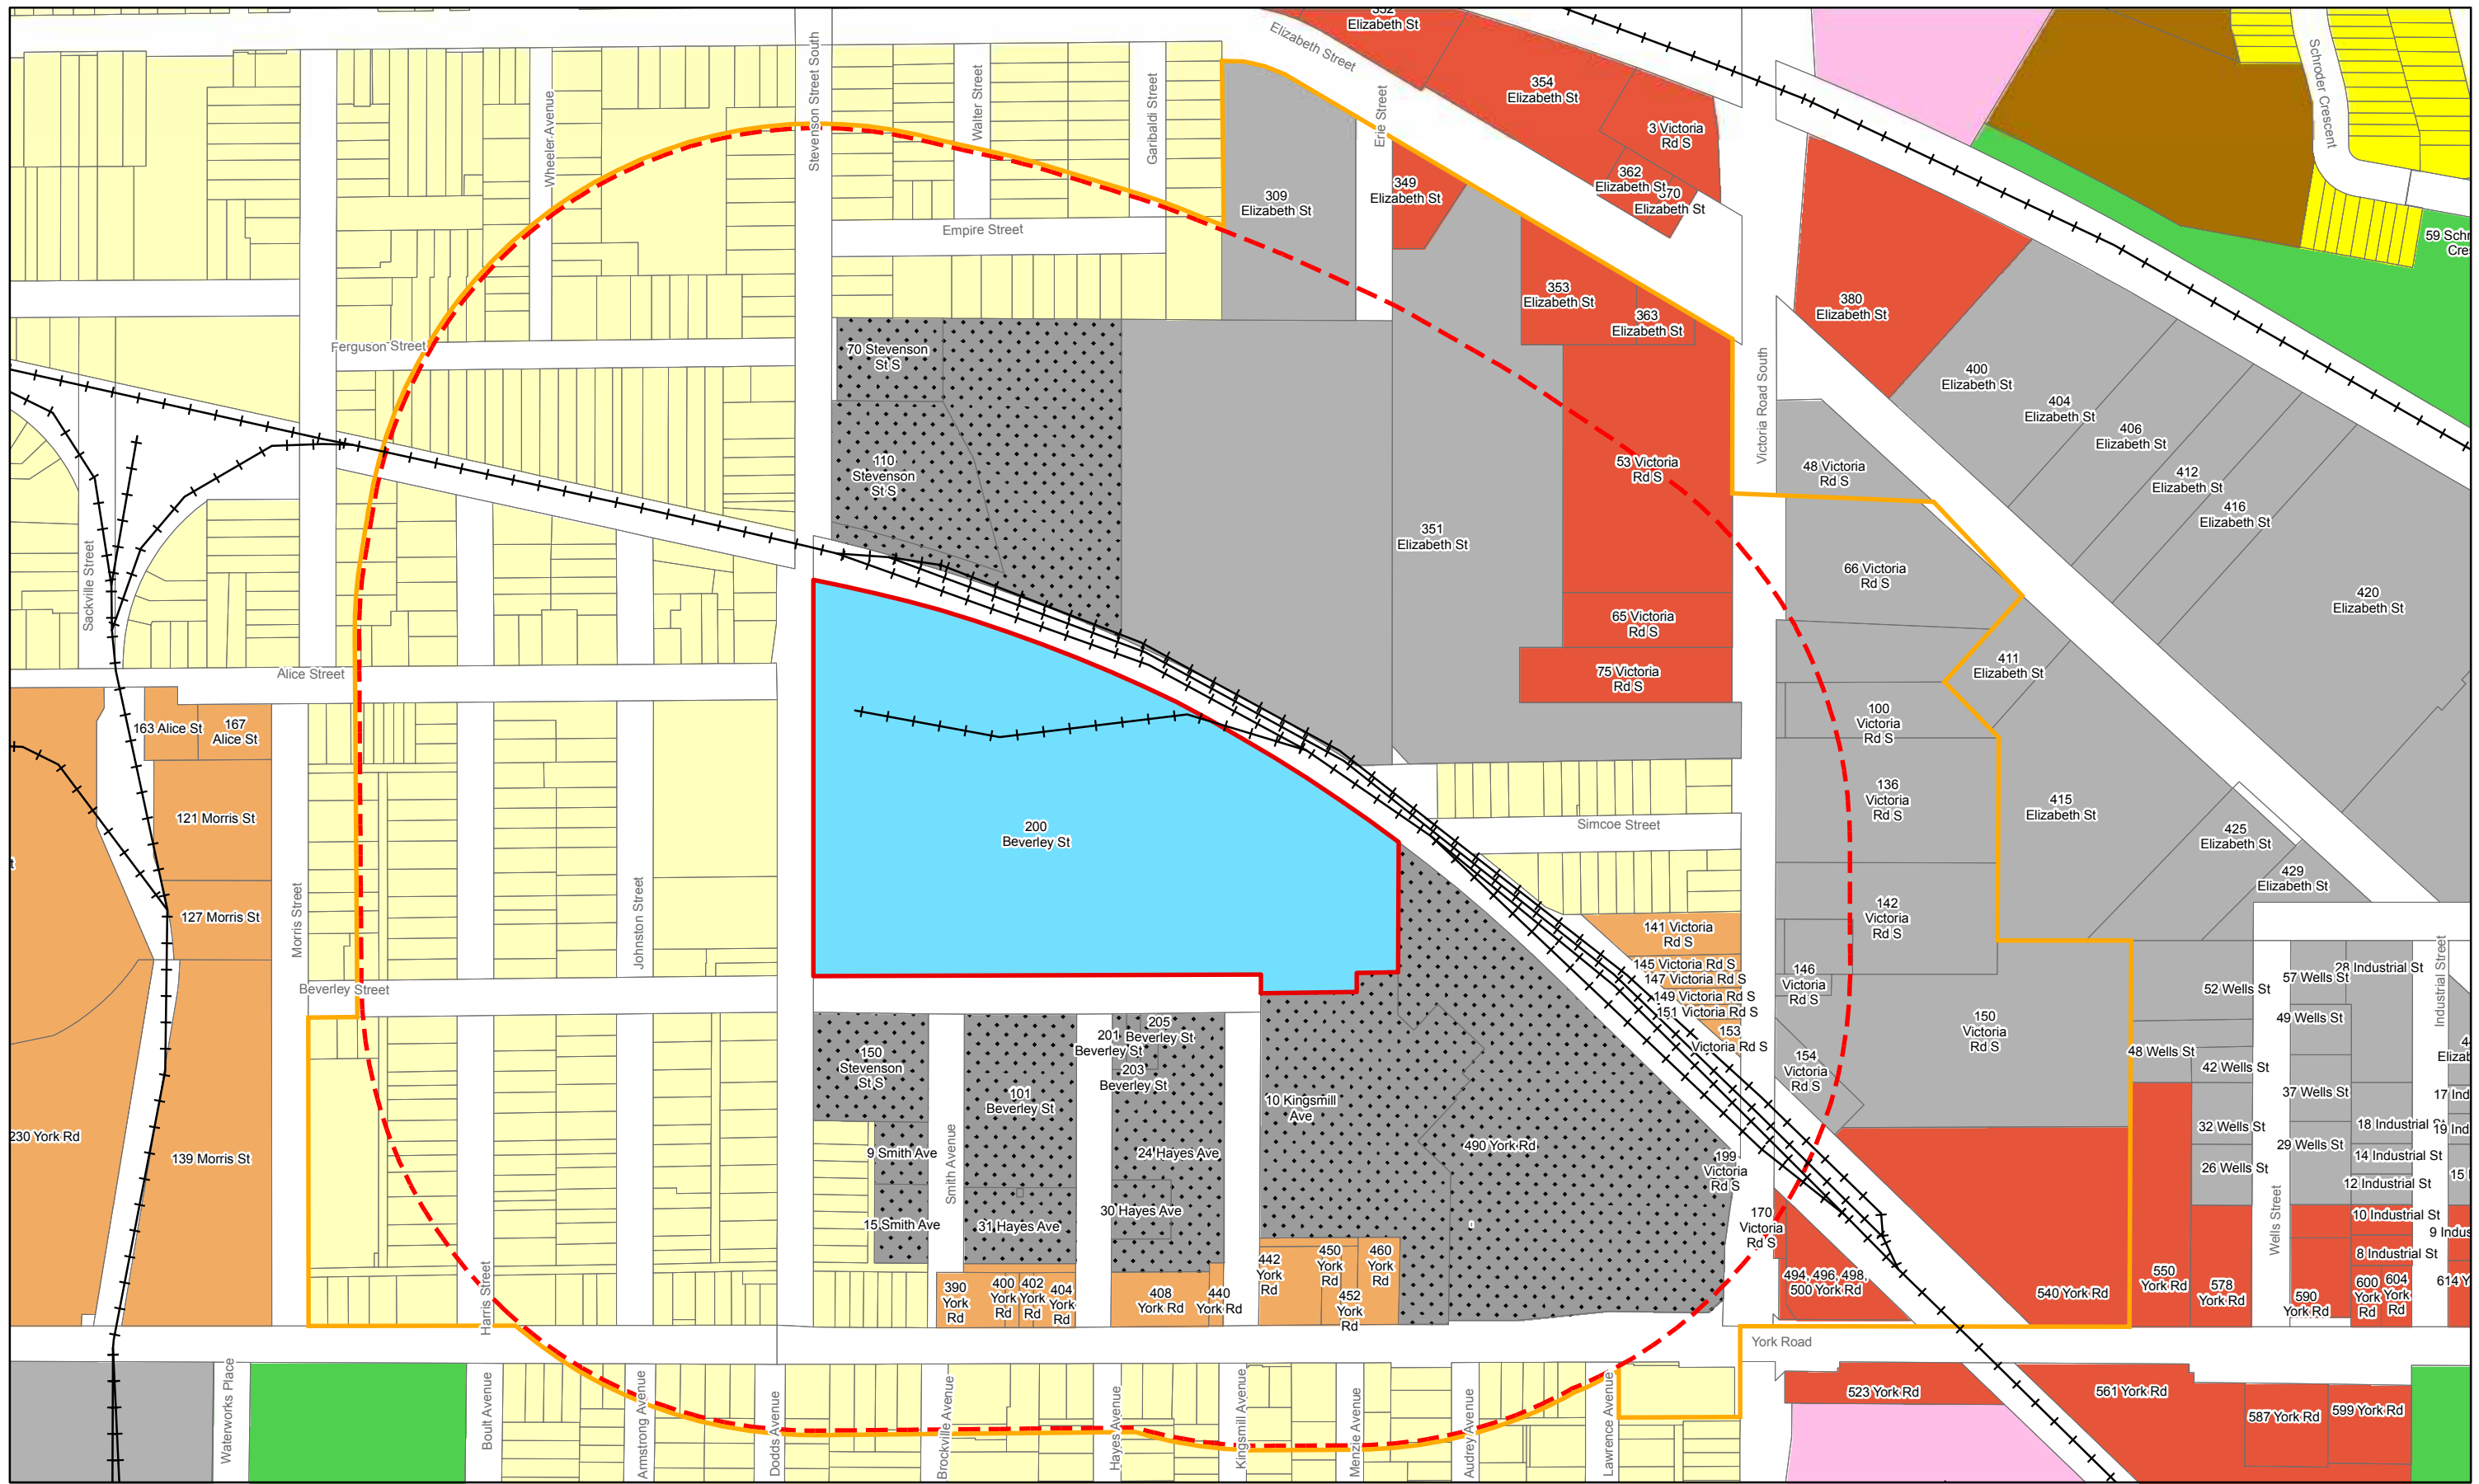 352
Elizabeth St
Elizabeth Street
354
Elizabeth St
3 Victoria
Rd S
362
Elizabeth St
370
Elizabeth St
Schroder Crescent
Wheeler Avenue
Stevenson Street South
Walter Street
Garibaldi Street
Erie Street
309
Elizabeth St
349
Elizabeth St
Empire Street
353
Elizabeth St
363
Elizabeth St
380
Elizabeth St
59 Schr
Cres
Ferguson Street
70 Stevenson
St S
110
Stevenson
St S
351
Elizabeth St
53 Victoria
Rd S
Victoria Road South
48 Victoria
Rd S
400
Elizabeth St
404
Elizabeth St
406
Elizabeth St
412
Elizabeth St
416
Elizabeth St
420
Elizabeth St
Sackville Street
66 Victoria
Rd S
65 Victoria
Rd S
75 Victoria
Rd S
411
Elizabeth St
Alice Street
163 Alice St
167
Alice St
100
Victoria
Rd S
121 Morris St
200
Beverley St
Simcoe Street
136
Victoria
Rd S
415
Elizabeth St
425
Elizabeth St
429
Elizabeth St
127 Morris St
Morris Street
Johnston Street
141 Victoria
Rd S
142
Victoria
Rd S
145 Victoria Rd S
147 Victoria Rd S
149 Victoria Rd S
151 Victoria Rd S
153
Victoria Rd S
146
Victoria
Rd S
150
Victoria
Rd S
154
Victoria
Rd S
52 Wells St
57 Wells St
28 Industrial St
Industrial Street
49 Wells St
48 Wells St
42 Wells St
37 Wells St
32 Wells St
29 Wells St
26 Wells St
18 Industrial St
14 Industrial St
12 Industrial St
10 Industrial St
8 Industrial St
17 Ind
19 Ind
15 I
9 Indus
Elizab
Beverley Street
150
Stevenson
St S
101
Beverley St
201
Beverley St
205
Beverley St
203
Beverley St
10 Kingsmill
Ave
490 York Rd
9 Smith Ave
15 Smith Ave
Smith Avenue
31 Hayes Ave
24 Hayes Ave
30 Hayes Ave
199
Victoria
Rd S
170
Victoria
Rd S
230 York Rd
139 Morris St
Harris Street
390
York
Rd
400
York
Rd
402
York
Rd
404
York
Rd
408
York Rd
440
York Rd
442
York
Rd
450
York
Rd
452
York
Rd
460
York
Rd
494, 496, 498,
500 York Rd
540 York Rd
550
York Rd
578
York Rd
Wells Street
590
York Rd
600
York
Rd
604
York
Rd
614 Y
York Road
Waterworks Place
Boult Avenue
Armstrong Avenue
Dodds Avenue
Brockville Avenue
Hayes Avenue
Kingsmill Avenue
Menzie Avenue
Audrey Avenue
Lawrence Avenue
523 York Rd
561 York Rd
587 York Rd
599 York Rd